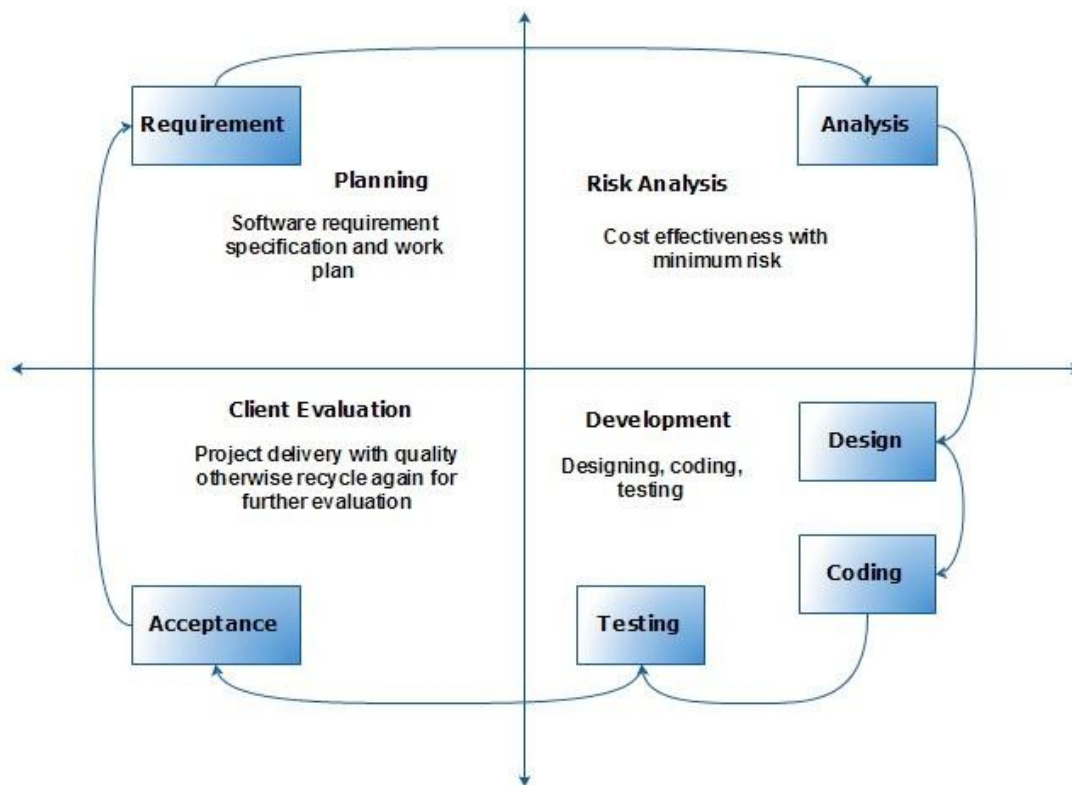 Requirement
Analysis
Planning
Software requirement
specification and work
plan
Risk Analysis
Cost effectiveness with
minimum risk
Client Evaluation
Project delivery with quality
otherwise recycle again for
further evaluation
Development
Designing, coding,
testing
Design
Coding
Acceptance
Testing